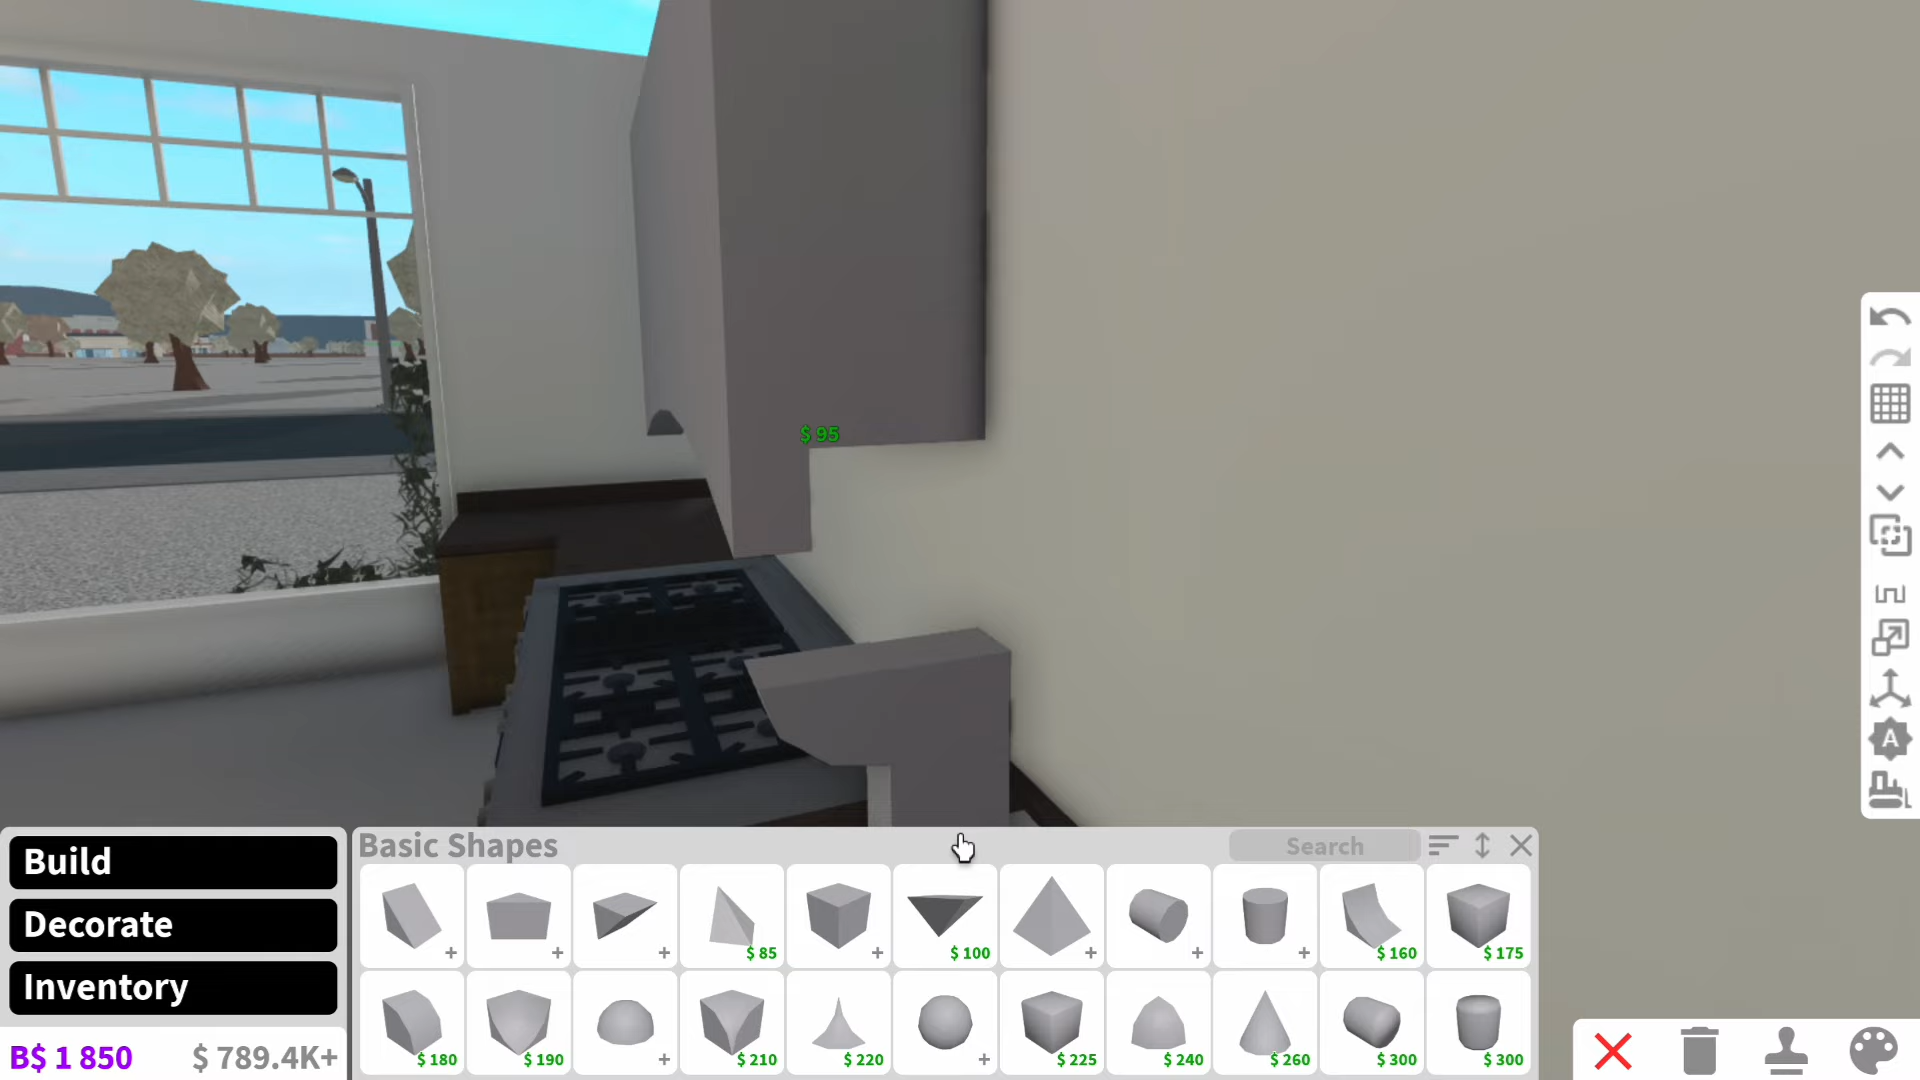 $ 95
Build
Decorate
Inventory
B$ 1 850
$ 789.4K+
Basic Shapes
Search
+ + + $ 85 + $ 100 + + + $ 160 $ 175
$ 180 $ 190 + $ 210 $ 220 + $ 225 $ 240 $ 260 $ 300 $ 300
A